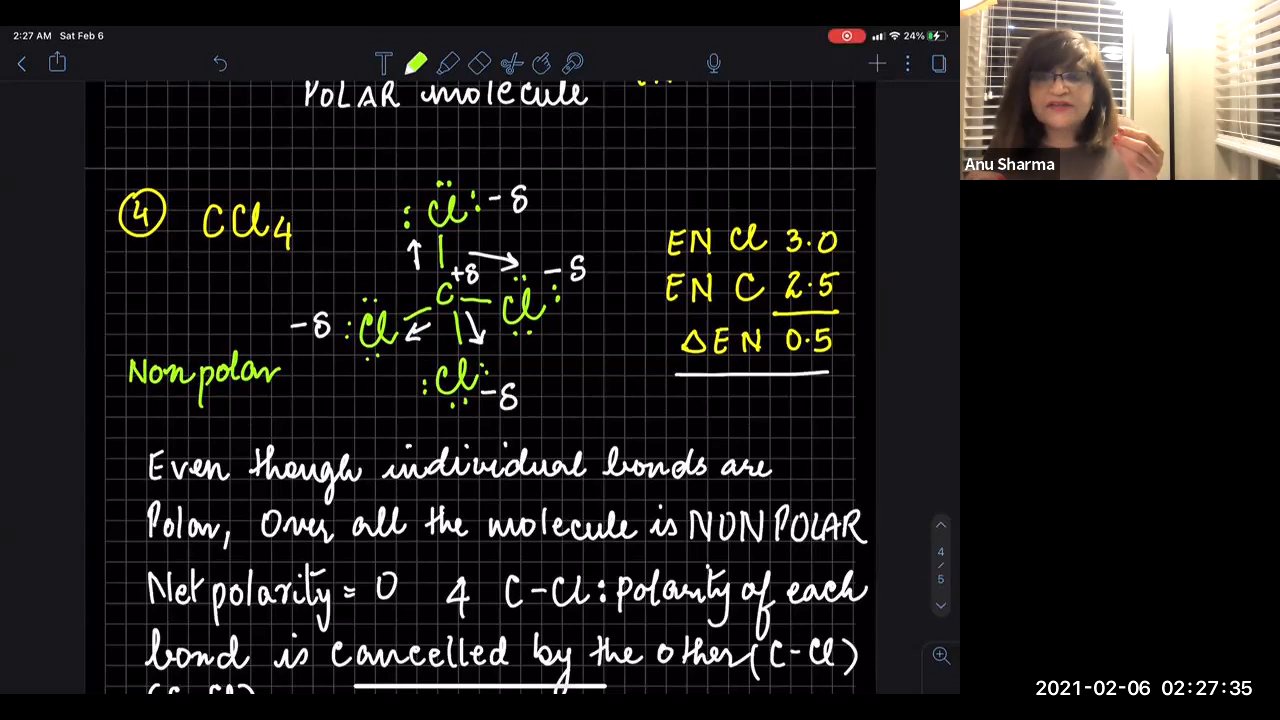 2:27 AM Sat Feb 6
24%
POLAR molecule
Anu Sharma
4 CCl4
:Cl: -δ
+δ
-δ
C
Cl:
-δ :Cl
:Cl: -δ
Nonpolar
EN Cl 3.0
EN C 2.5
ΔEN 0.5
Even though individual bonds are
Polar, Over all the molecule is NONPOLAR
Net polarity = 0 4 C-Cl: polarity of each
bond is cancelled by the other (C-Cl)
4
/
5
2021-02-06 02:27:35